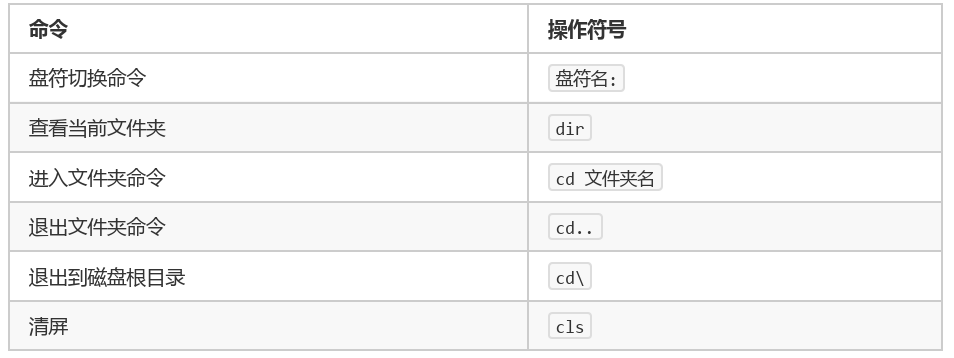 命令 操作符号
盘符切换命令 盘符名:
查看当前文件夹 dir
进入文件夹命令 cd 文件夹名
退出文件夹命令 cd..
退出到磁盘根目录 cd\
清屏 cls